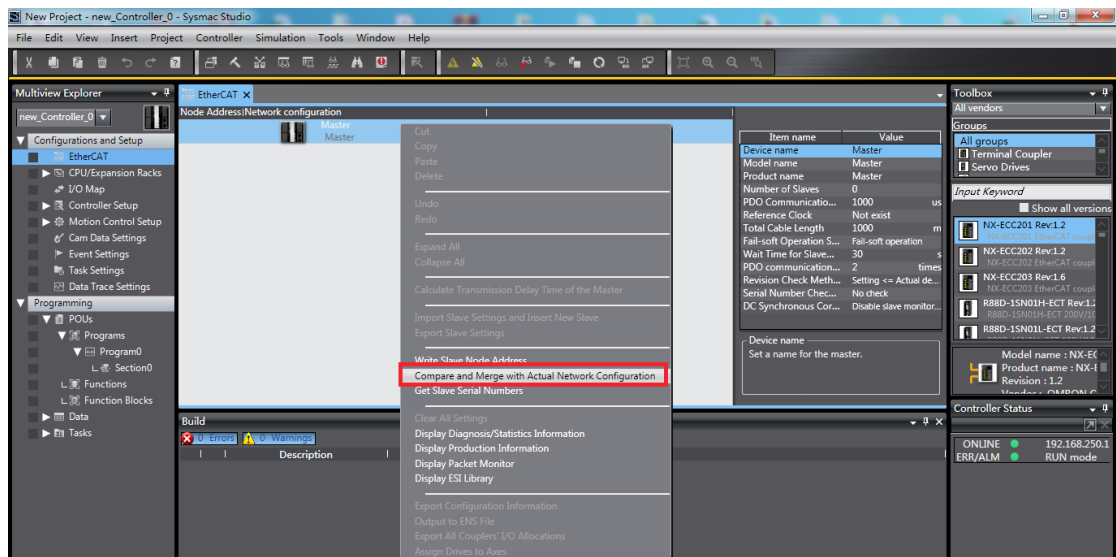 New Project - new_Controller_0 - Sysmac Studio
File Edit View Insert Project Controller Simulation Tools Window Help
Multiview Explorer
new_Controller_0
Configurations and Setup
EtherCAT
CPU/Expansion Racks
I/O Map
Controller Setup
Motion Control Setup
Cam Data Settings
Event Settings
Task Settings
Data Trace Settings
Programming
POUs
Programs
Program0
Section0
Functions
Function Blocks
Data
Tasks
EtherCAT
Node Address|Network configuration
Master
Master
Cut
Copy
Paste
Delete
Undo
Redo
Expand All
Collapse All
Calculate Transmission Delay Time of the Master
Import Slave Settings and Insert New Slave
Export Slave Settings
Write Slave Node Address
Compare and Merge with Actual Network Configuration
Get Slave Serial Numbers
Clear All Settings
Display Diagnosis/Statistics Information
Display Production Information
Display Packet Monitor
Display ESI Library
Export Configuration Information
Output to ENS File
Export All Couplers' I/O Allocations
Assign Drives to Axes
Item name Value
Device name Master
Model name Master
Product name Master
Number of Slaves 0
PDO Communicatio... 1000 us
Reference Clock Not exist
Total Cable Length 1000 m
Fail-soft Operation S... Fail-soft operation
Wait Time for Slave... 30 s
PDO communication... 2 times
Revision Check Meth... Setting <= Actual de...
Serial Number Chec... No check
DC Synchronous Cor... Disable slave monitor...
Device name
Set a name for the master.
Build
0 Errors 0 Warnings
Description
Toolbox
All vendors
Groups
All groups
Terminal Coupler
Servo Drives
Input Keyword
Show all versions
NX-ECC201 Rev:1.2
NX-ECC201 EtherCAT coupl
NX-ECC202 Rev:1.2
NX-ECC202 EtherCAT coupl
NX-ECC203 Rev:1.6
NX-ECC203 EtherCAT coupl
R88D-1SN01H-ECT Rev:1.2
R88D-1SN01H-ECT 200V/10
R88D-1SN01L-ECT Rev:1.2
Model name : NX-EC
Product name : NX-E
Revision : 1.2
Vendor : OMRON C
Controller Status
ONLINE 192.168.250.1
ERR/ALM RUN mode